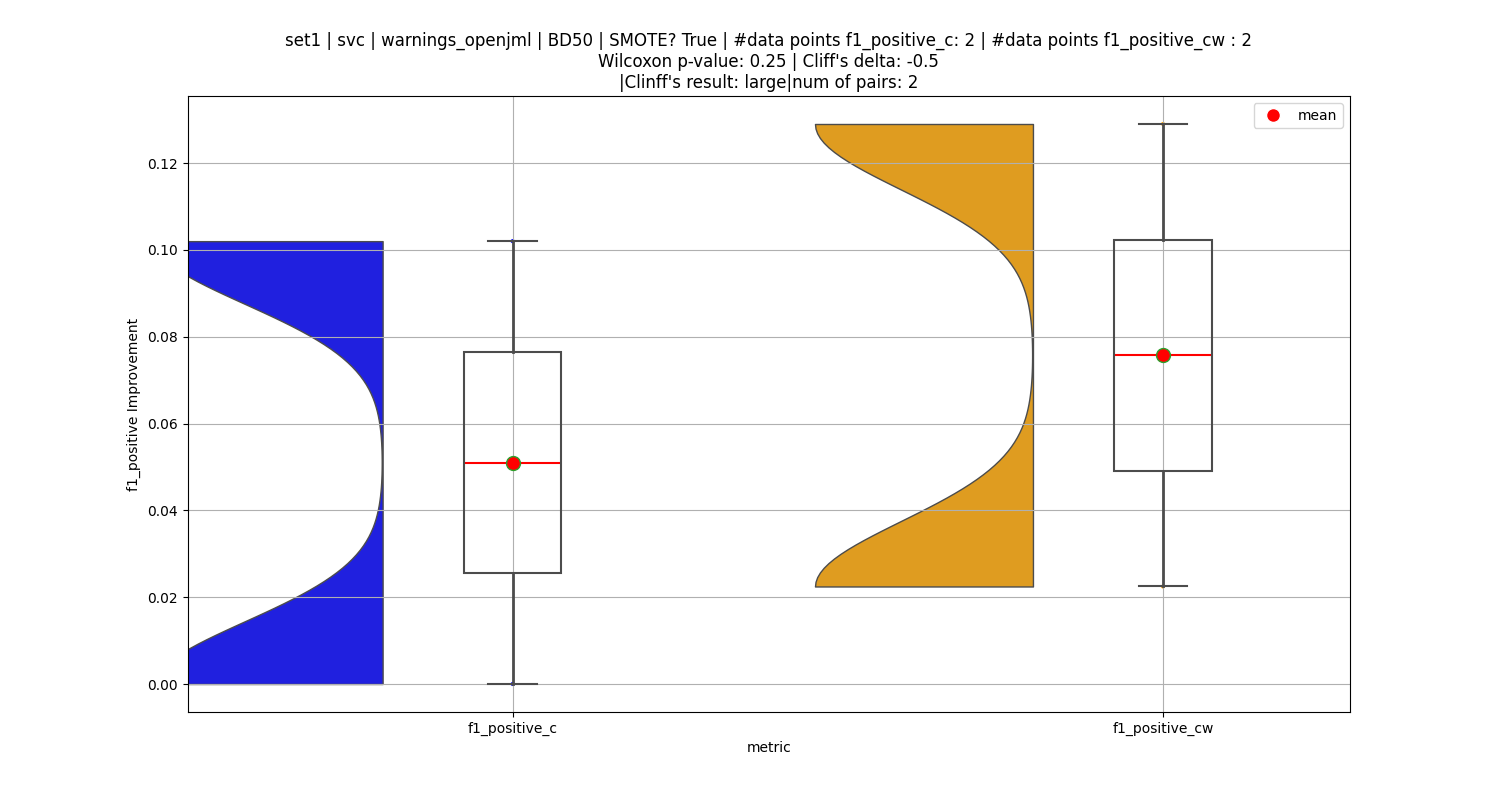 set1 | svc | warnings_openjml | BD50 | SMOTE? True | #data points f1_positive_c: 2 | #data points f1_positive_cw : 2
Wilcoxon p-value: 0.25 | Cliff's delta: -0.5
|Clinff's result: large|num of pairs: 2
mean
0.12
0.10
0.08
0.06
0.04
0.02
0.00
f1_positive Improvement
f1_positive_c
f1_positive_cw
metric